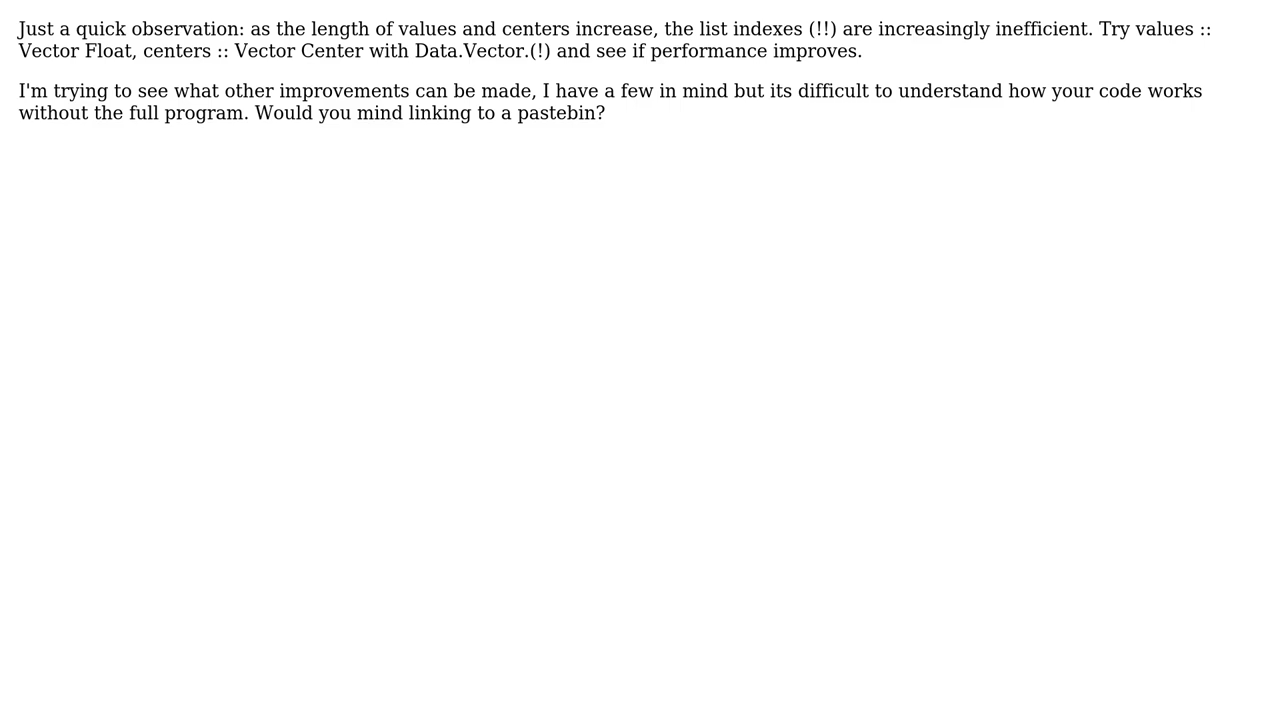 Just a quick observation: as the length of values and centers increase, the list indexes (!!) are increasingly inefficient. Try values ::
Vector Float, centers :: Vector Center with Data.Vector.(!) and see if performance improves.
I'm trying to see what other improvements can be made, I have a few in mind but its difficult to understand how your code works
without the full program. Would you mind linking to a pastebin?